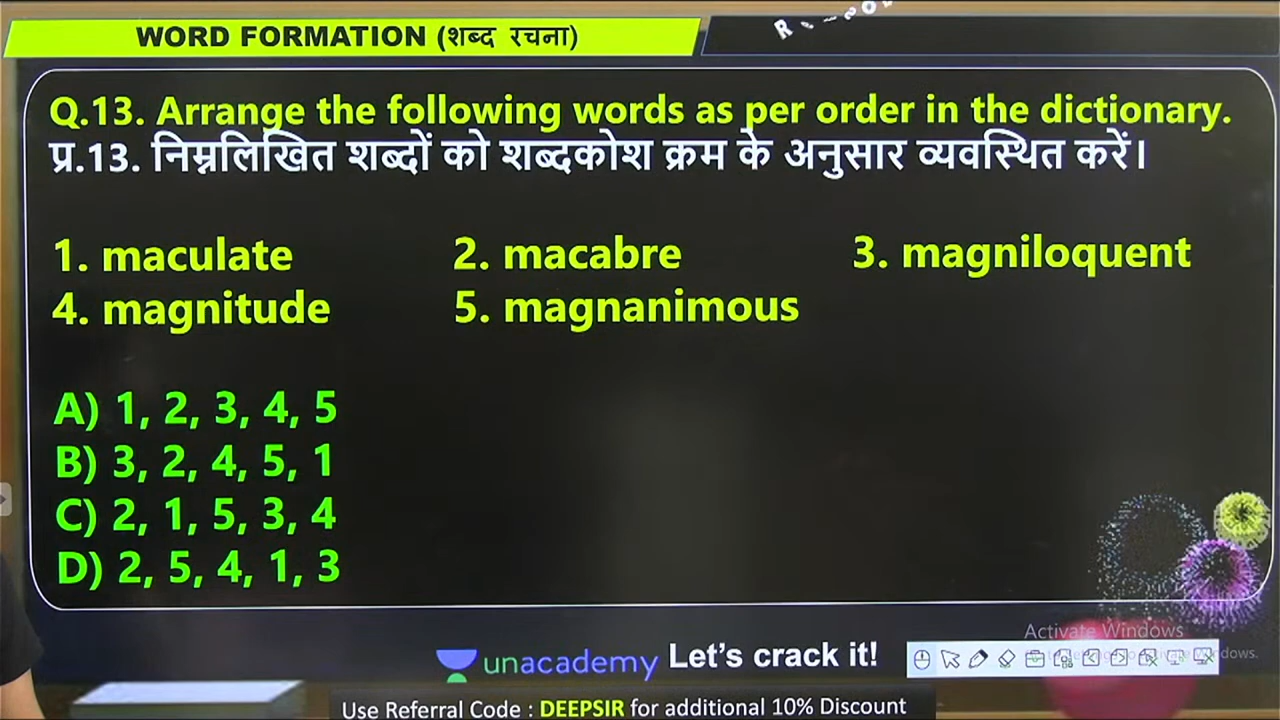 WORD FORMATION (शब्द रचना)
Q.13. Arrange the following words as per order in the dictionary.
प्र.13. निम्नलिखित शब्दों को शब्दकोश क्रम के अनुसार व्यवस्थित करें।
1. maculate 2. macabre 3. magniloquent
4. magnitude 5. magnanimous
A) 1, 2, 3, 4, 5
B) 3, 2, 4, 5, 1
C) 2, 1, 5, 3, 4
D) 2, 5, 4, 1, 3
Activate Windows
unacademy Let's crack it!
Use Referral Code : DEEPSIR for additional 10% Discount